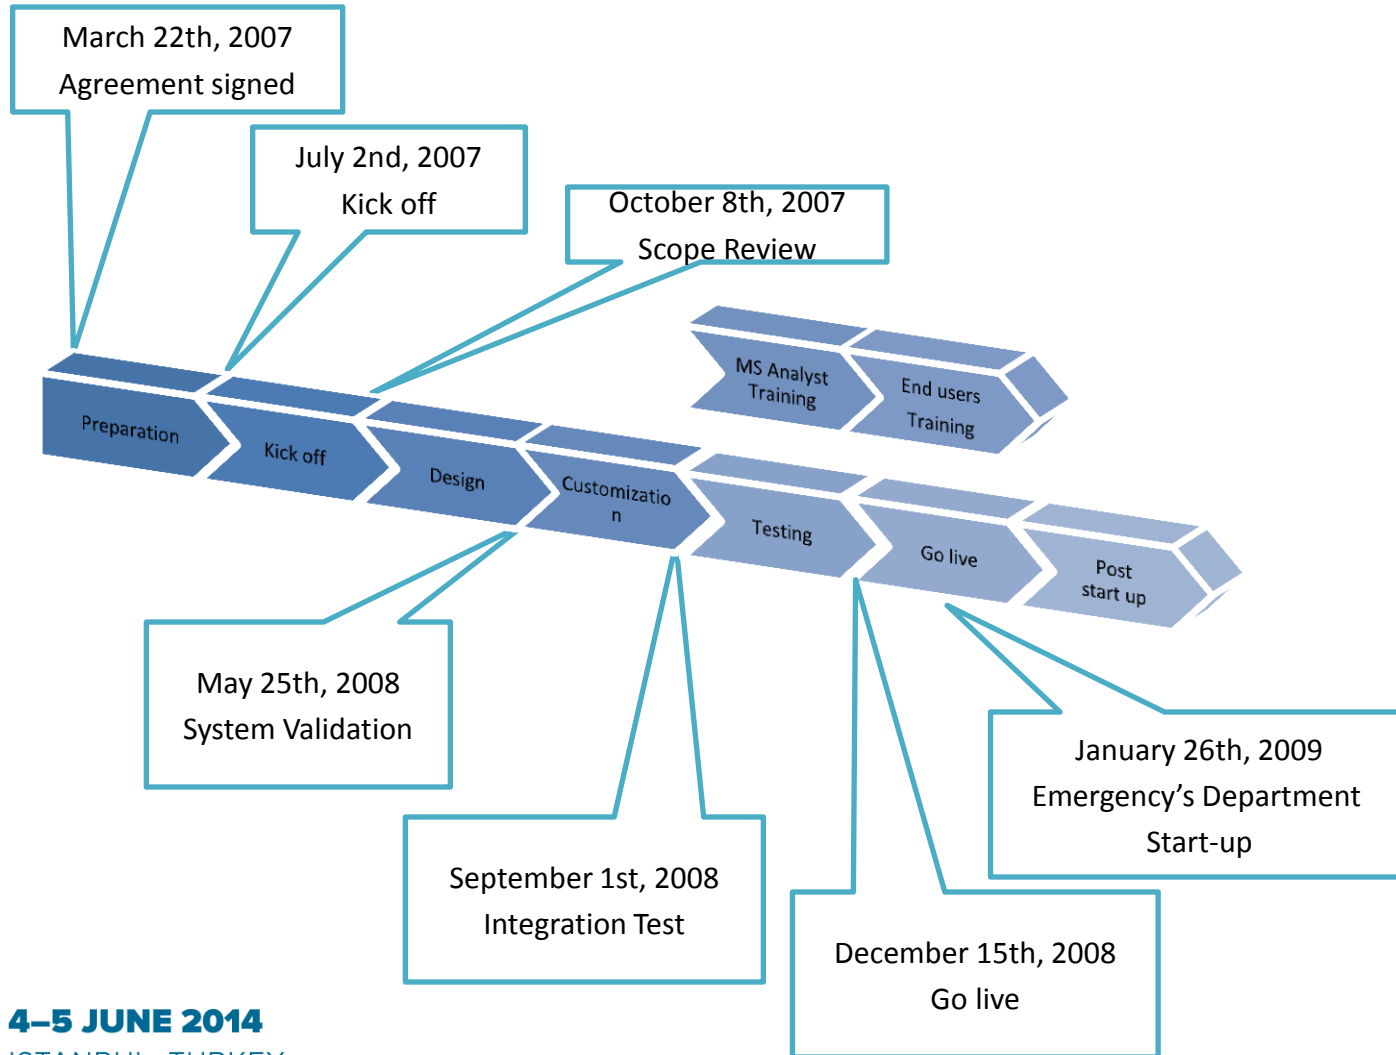 March 22th, 2007
Agreement signed
July 2nd, 2007
Kick off
October 8th, 2007
Scope Review
MS Analyst
Training
End users
Training
Preparation
Kick off
Design
Customizatio
n
Testing
Go live
Post
start up
May 25th, 2008
System Validation
September 1st, 2008
Integration Test
December 15th, 2008
Go live
January 26th, 2009
Emergency’s Department
Start-up
4–5 JUNE 2014
ISTANBUL, TURKEY